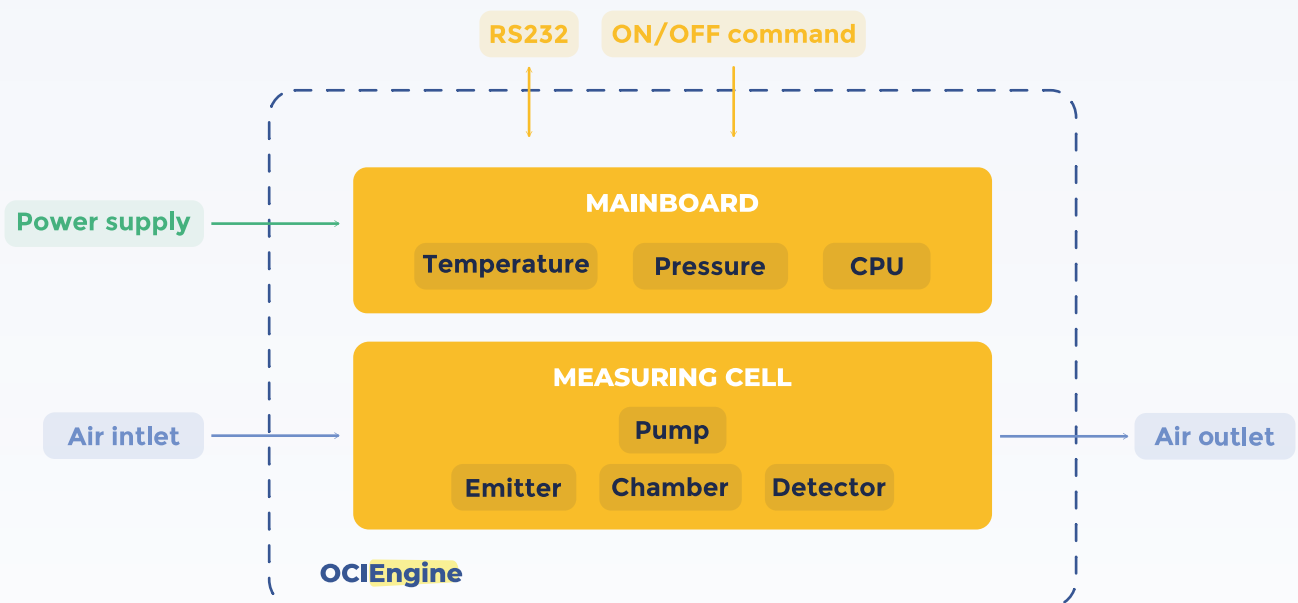 RS232
ON/OFF command
Power supply
MAINBOARD
Temperature
Pressure
CPU
MEASURING CELL
Air intlet
Pump
Air outlet
Emitter
Chamber
Detector
OCIEngine